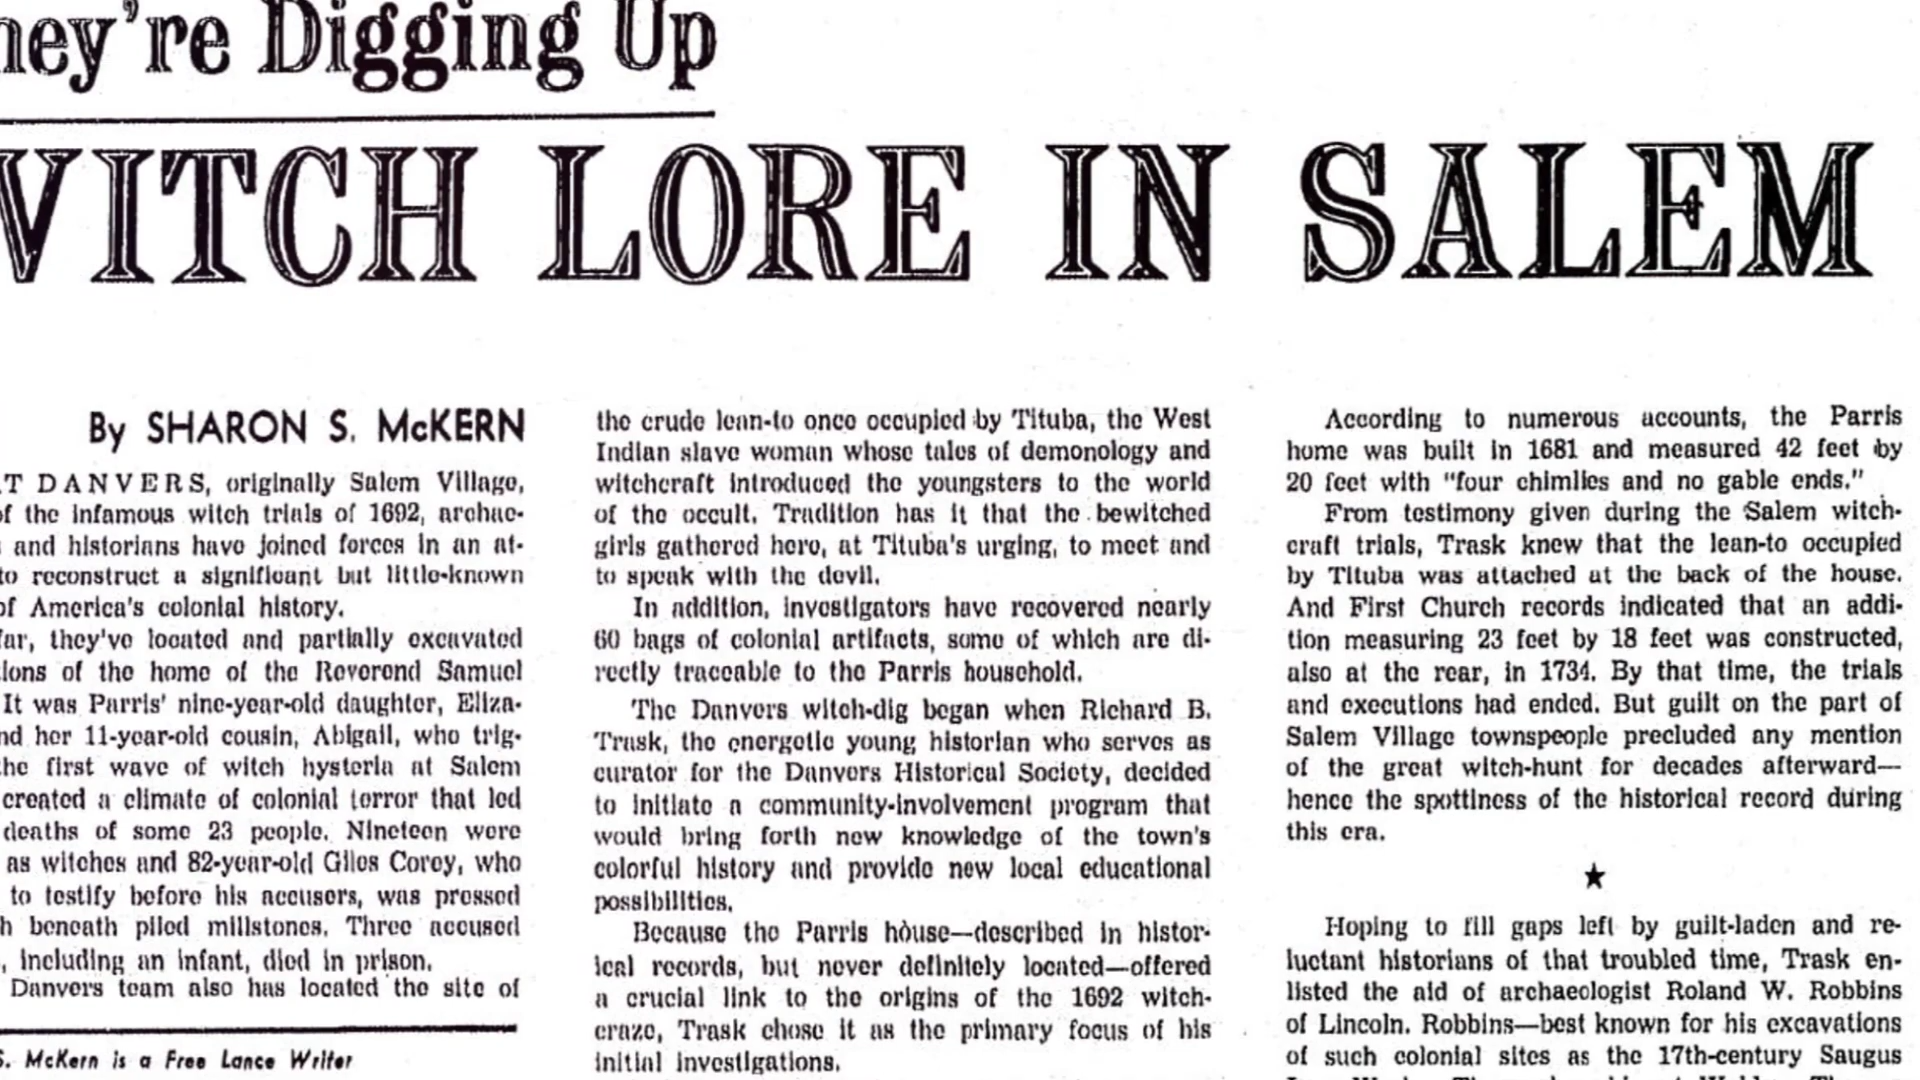 hey're Digging Up
WITCH LORE IN SALEM
By SHARON S. McKERN
AT DANVERS, originally Salem Village,
of the infamous witch trials of 1692, archae-
and historians have joined forces in an at-
to reconstruct a significant but little-known
of America's colonial history.
far, they've located and partially excavated
ions of the home of the Reverend Samuel
It was Parris' nine-year-old daughter, Eliza-
nd her 11-year-old cousin, Abigail, who trig-
the first wave of witch hysteria at Salem
created a climate of colonial terror that led
deaths of some 23 people. Nineteen were
as witches and 82-year-old Giles Corey, who
to testify before his accusers, was pressed
h beneath piled millstones. Three accused
, including an infant, died in prison.
Danvers team also has located the site of
S. McKern is a Free Lance Writer
the crude lean-to once occupied by Tituba, the West
Indian slave woman whose tales of demonology and
witchcraft introduced the youngsters to the world
of the occult. Tradition has it that the bewitched
girls gathered here, at Tituba's urging, to meet and
to speak with the devil.
In addition, investigators have recovered nearly
60 bags of colonial artifacts, some of which are di-
rectly traceable to the Parris household.
The Danvers witch-dig began when Richard B.
Trask, the energetic young historian who serves as
curator for the Danvers Historical Society, decided
to initiate a community-involvement program that
would bring forth new knowledge of the town's
colorful history and provide new local educational
possibilities.
Because the Parris house—described in histor-
ical records, but never definitely located—offered
a crucial link to the origins of the 1692 witch-
craze, Trask chose it as the primary focus of his
initial investigations.
According to numerous accounts, the Parris
home was built in 1681 and measured 42 feet by
20 feet with "four chimlies and no gable ends."
From testimony given during the Salem witch-
craft trials, Trask knew that the lean-to occupied
by Tituba was attached at the back of the house.
And First Church records indicated that an addi-
tion measuring 23 feet by 18 feet was constructed,
also at the rear, in 1734. By that time, the trials
and executions had ended. But guilt on the part of
Salem Village townspeople precluded any mention
of the great witch-hunt for decades afterward—
hence the spottiness of the historical record during
this era.
★
Hoping to fill gaps left by guilt-laden and re-
luctant historians of that troubled time, Trask en-
listed the aid of archaeologist Roland W. Robbins
of Lincoln. Robbins—best known for his excavations
of such colonial sites as the 17th-century Saugus